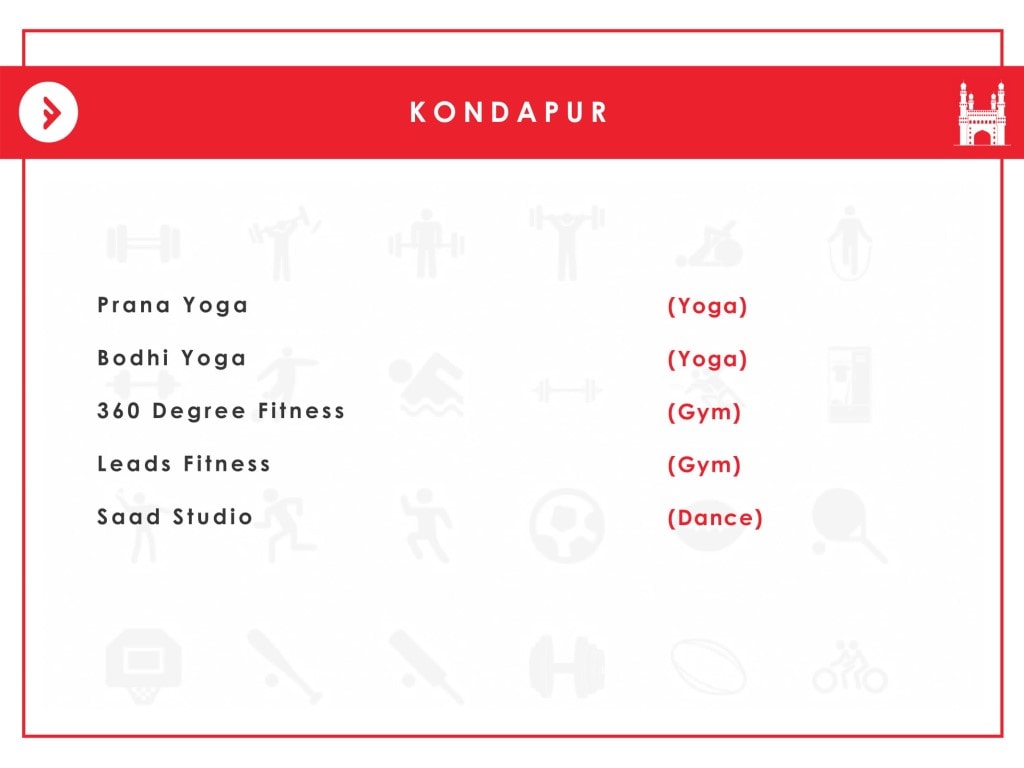 KONDAPUR
Prana Yoga (Yoga)
Bodhi Yoga (Yoga)
360 Degree Fitness (Gym)
Leads Fitness (Gym)
Saad Studio (Dance)